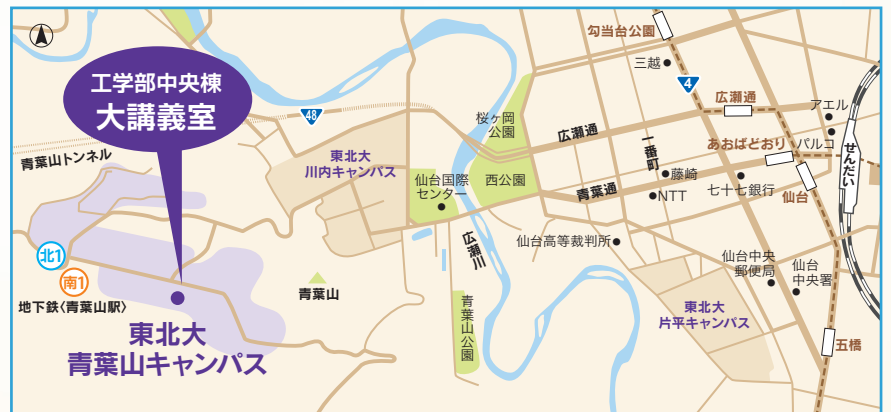 工学部中央棟
大講義室
48
青葉山トンネル
東北大
川内キャンパス
北1
南1
地下鉄〈青葉山駅〉
東北大
青葉山キャンパス
青葉山
仙台国際
センター
桜ヶ岡
公園
西公園
広瀬川
青葉山公園
広瀬通
青葉通
一番町
勾当台公園
三越
4
広瀬通
アエル
あおばどおり
パルコ
せんだい
藤崎
NTT
七十七銀行
仙台
仙台高等裁判所
仙台中央
郵便局
仙台
中央署
東北大
片平キャンパス
五橋